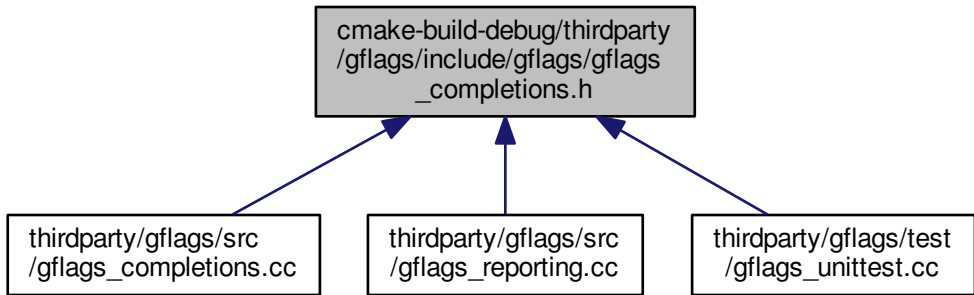 cmake-build-debug/thirdparty
/gflags/include/gflags/gflags
_completions.h
thirdparty/gflags/src
/gflags_completions.cc
thirdparty/gflags/src
/gflags_reporting.cc
thirdparty/gflags/test
/gflags_unittest.cc